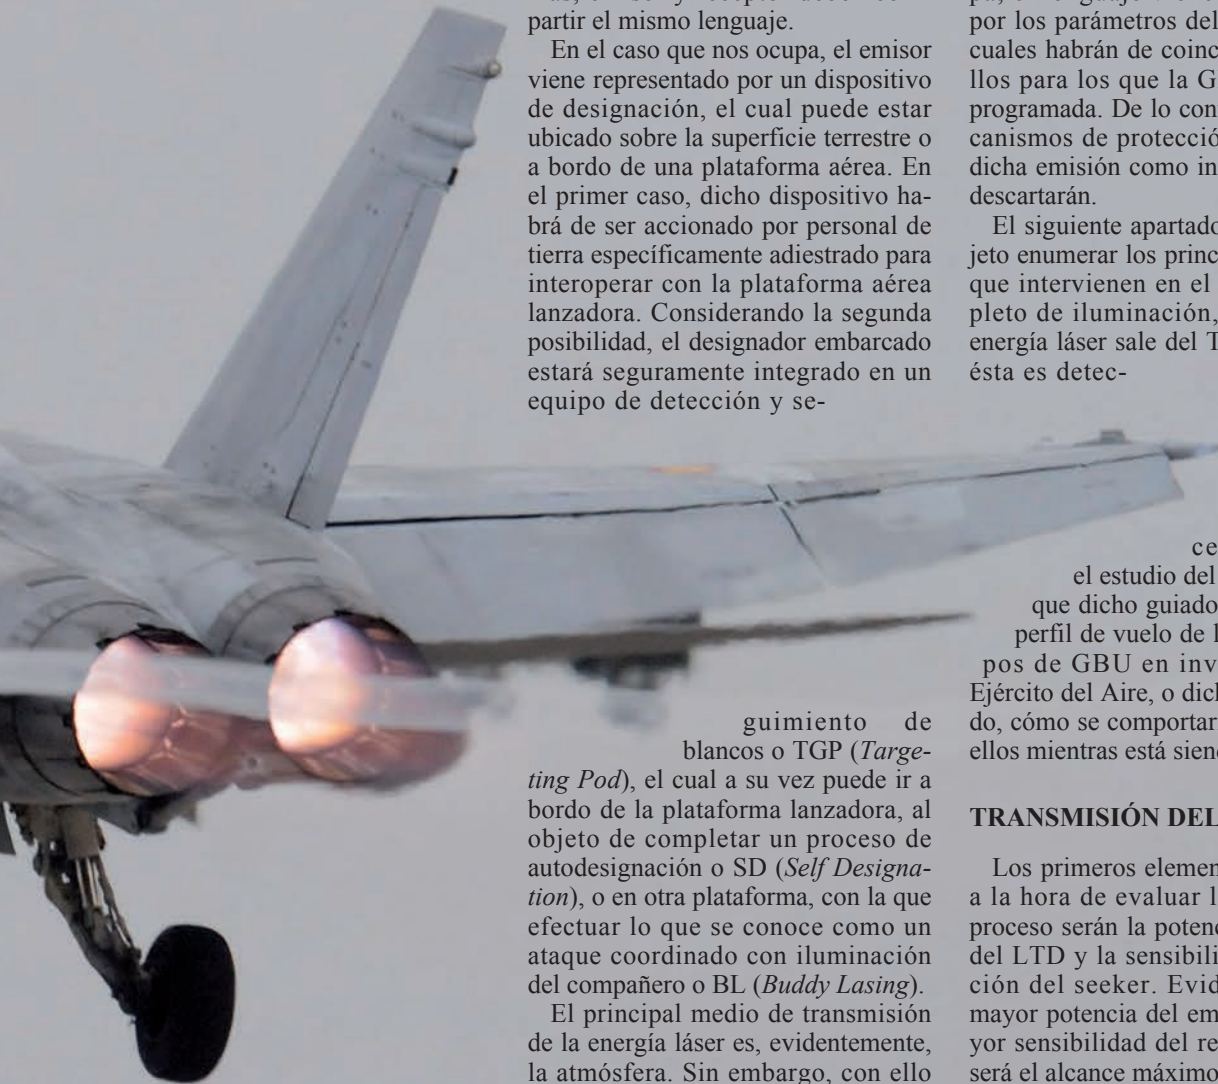 partir el mismo lenguaje.
En el caso que nos ocupa, el emisor
viene representado por un dispositivo
de designación, el cual puede estar
ubicado sobre la superficie terrestre o
a bordo de una plataforma aérea. En
el primer caso, dicho dispositivo ha-
brá de ser accionado por personal de
tierra específicamente adiestrado para
interoperar con la plataforma aérea
lanzadora. Considerando la segunda
posibilidad, el designador embarcado
estará seguramente integrado en un
equipo de detección y se-
guimiento de
blancos o TGP (Targe-
ting Pod), el cual a su vez puede ir a
bordo de la plataforma lanzadora, al
objeto de completar un proceso de
autodesignación o SD (Self Designa-
tion), o en otra plataforma, con la que
efectuar lo que se conoce como un
ataque coordinado con iluminación
del compañero o BL (Buddy Lasing).
El principal medio de transmisión
de la energía láser es, evidentemente,
la atmósfera. Sin embargo, con ello
por los parámetros del
cuales habrán de coinc
llos para los que la G
programada. De lo con
canismos de protecció
dicha emisión como in
descartarán.
El siguiente apartado
jeto enumerar los princ
que intervienen en el
pleto de iluminación,
energía láser sale del T
ésta es detec-
ce
el estudio del
que dicho guiado
perfil de vuelo de l
pos de GBU en inv
Ejército del Aire, o dich
do, cómo se comportar
ellos mientras está siend
TRANSMISIÓN DEL
Los primeros elemen
a la hora de evaluar l
proceso serán la potenc
del LTD y la sensibili
ción del seeker. Evid
mayor potencia del em
yor sensibilidad del re
será el alcance máximo